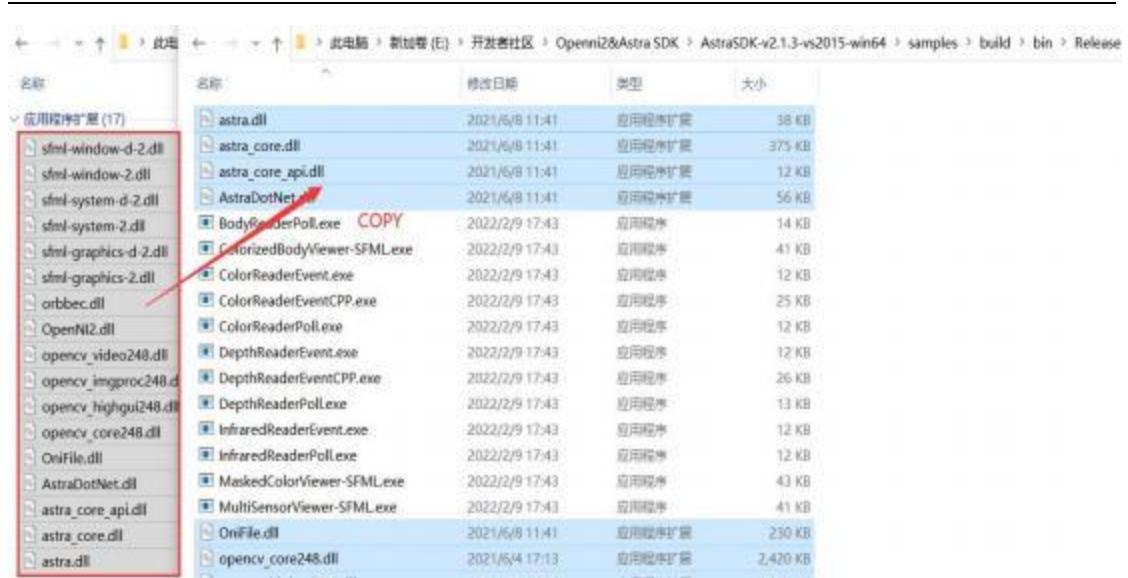 此电
此电脑 > 新加卷 (E:) > 开发者社区 > Openni2&Astra SDK > AstraSDK-v2.1.3-vs2015-win64 > samples > build > bin > Release
名称
应用程序扩展 (17)
sfml-window-d-2.dll
sfml-window-2.dll
sfml-system-d-2.dll
sfml-system-2.dll
sfml-graphics-d-2.dll
sfml-graphics-2.dll
orbbec.dll
OpenNI2.dll
opencv_video248.dll
opencv_imgproc248.d
opencv_highgui248.dll
opencv_core248.dll
OniFile.dll
AstraDotNet.dll
astra_core_api.dll
astra_core.dll
astra.dll
名称 修改日期 类型 大小
astra.dll 2021/6/8 11:41 应用程序扩展 38 KB
astra_core.dll 2021/6/8 11:41 应用程序扩展 375 KB
astra_core_api.dll 2021/6/8 11:41 应用程序扩展 12 KB
AstraDotNet.dll 2021/6/8 11:41 应用程序扩展 56 KB
BodyReaderPoll.exe 2022/2/9 17:43 应用程序 14 KB
COPY
ColorizedBodyViewer-SFML.exe 2022/2/9 17:43 应用程序 41 KB
ColorReaderEvent.exe 2022/2/9 17:43 应用程序 12 KB
ColorReaderEventCPP.exe 2022/2/9 17:43 应用程序 25 KB
ColorReaderPoll.exe 2022/2/9 17:43 应用程序 12 KB
DepthReaderEvent.exe 2022/2/9 17:43 应用程序 12 KB
DepthReaderEventCPP.exe 2022/2/9 17:43 应用程序 26 KB
DepthReaderPoll.exe 2022/2/9 17:43 应用程序 13 KB
InfraredReaderEvent.exe 2022/2/9 17:43 应用程序 12 KB
InfraredReaderPoll.exe 2022/2/9 17:43 应用程序 12 KB
MaskedColorViewer-SFML.exe 2022/2/9 17:43 应用程序 43 KB
MultiSensorViewer-SFML.exe 2022/2/9 17:43 应用程序 41 KB
OniFile.dll 2021/6/8 11:41 应用程序扩展 230 KB
opencv_core248.dll 2021/6/4 17:13 应用程序扩展 2,420 KB